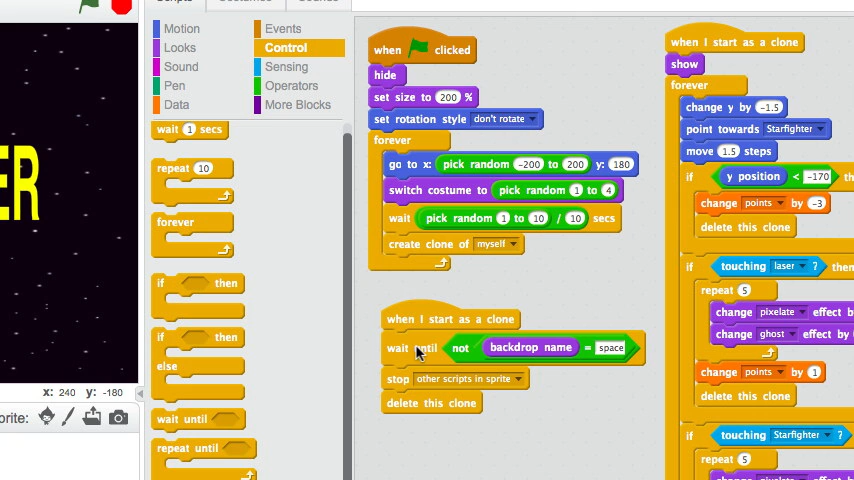 Scripts
ER
x: 240 y: -180
Motion
Looks
Sound
Pen
Data
Events
Control
Sensing
Operators
More Blocks
wait 1 secs
repeat 10
forever
if then
if then
else
wait until
repeat until
when clicked
hide
set size to 200 %
set rotation style don't rotate
forever
go to x: pick random -200 to 200 y: 180
switch costume to pick random 1 to 4
wait pick random 1 to 10 / 10 secs
create clone of myself
when I start as a clone
wait until not backdrop name = space
stop other scripts in sprite
delete this clone
when I start as a clone
show
forever
change y by -1.5
point towards Starfighter
move 1.5 steps
if y position < -170
change points by -3
delete this clone
if touching laser ? then
repeat 5
change pixelate effect by
change ghost effect by
change points by 1
delete this clone
if touching Starfighter ?
repeat 5